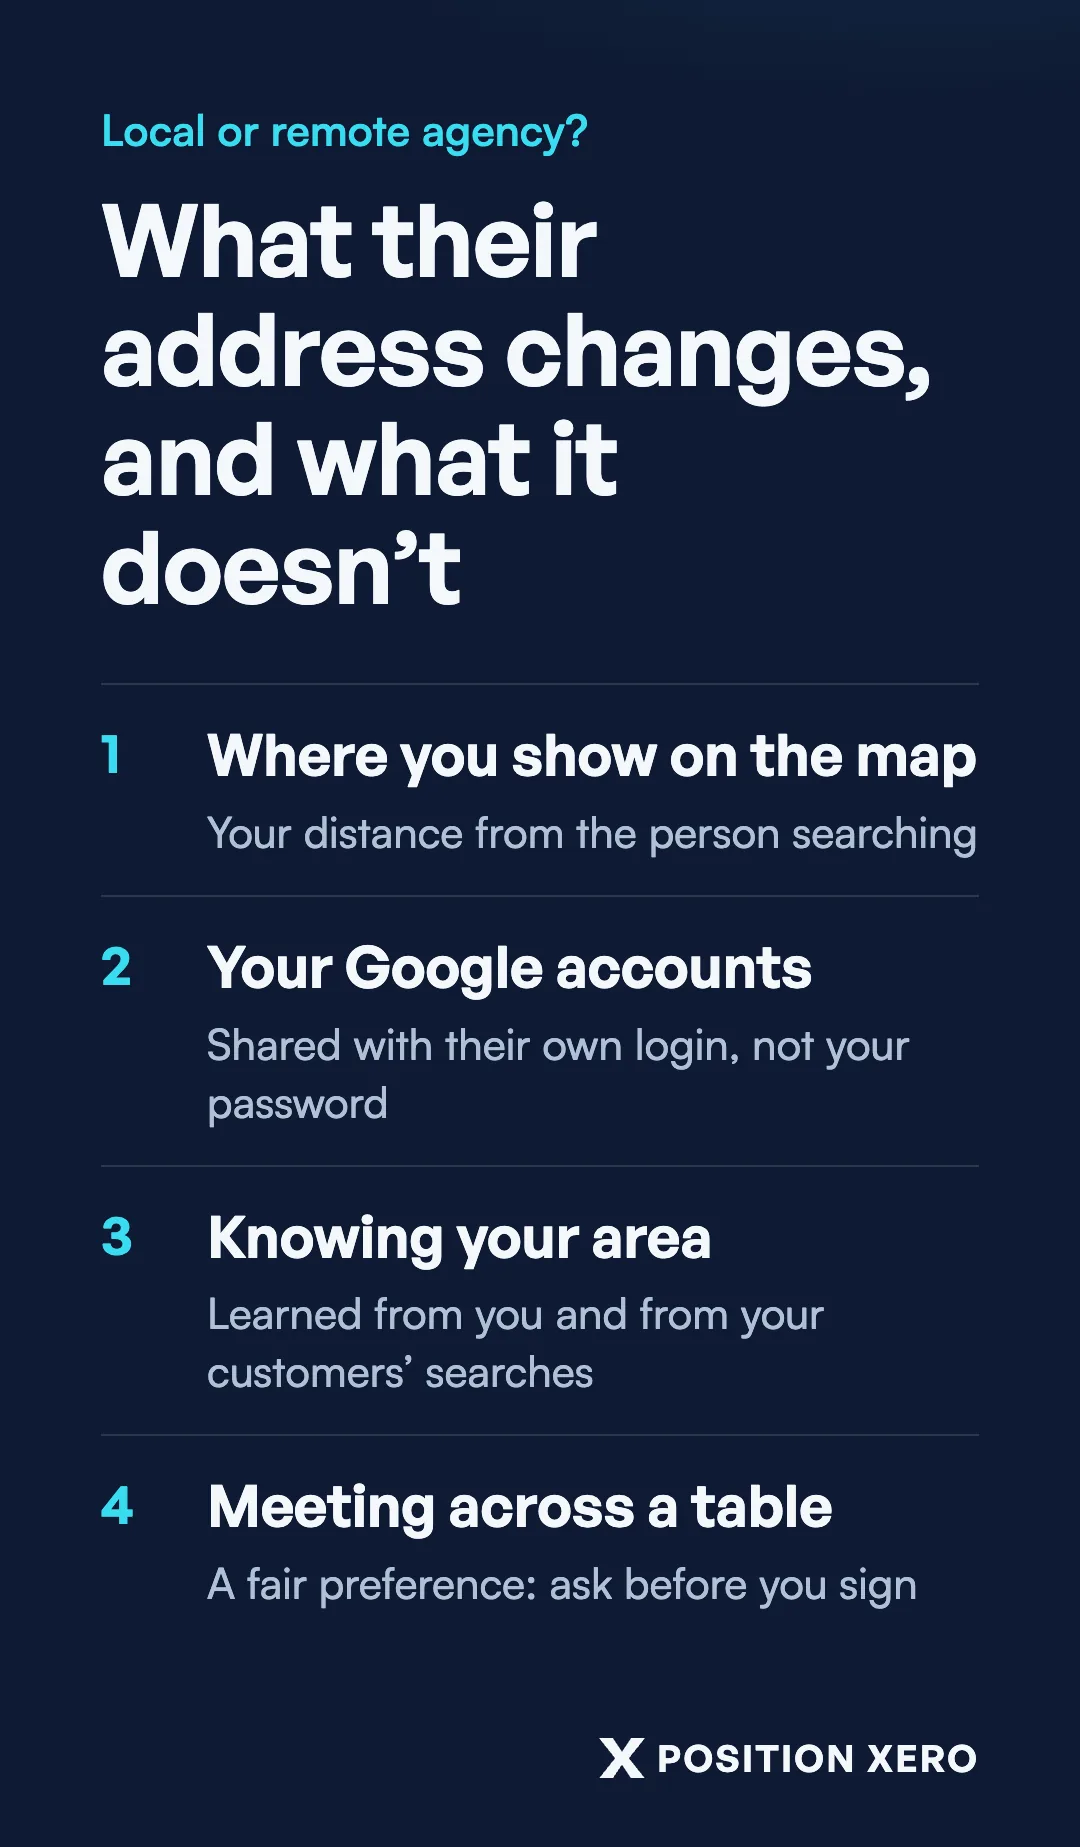 Local or remote agency?
What their
address changes,
and what it
doesn’t
1 Where you show on the map
Your distance from the person searching
2 Your Google accounts
Shared with their own login, not your
password
3 Knowing your area
Learned from you and from your
customers’ searches
4 Meeting across a table
A fair preference: ask before you sign
X POSITION XERO